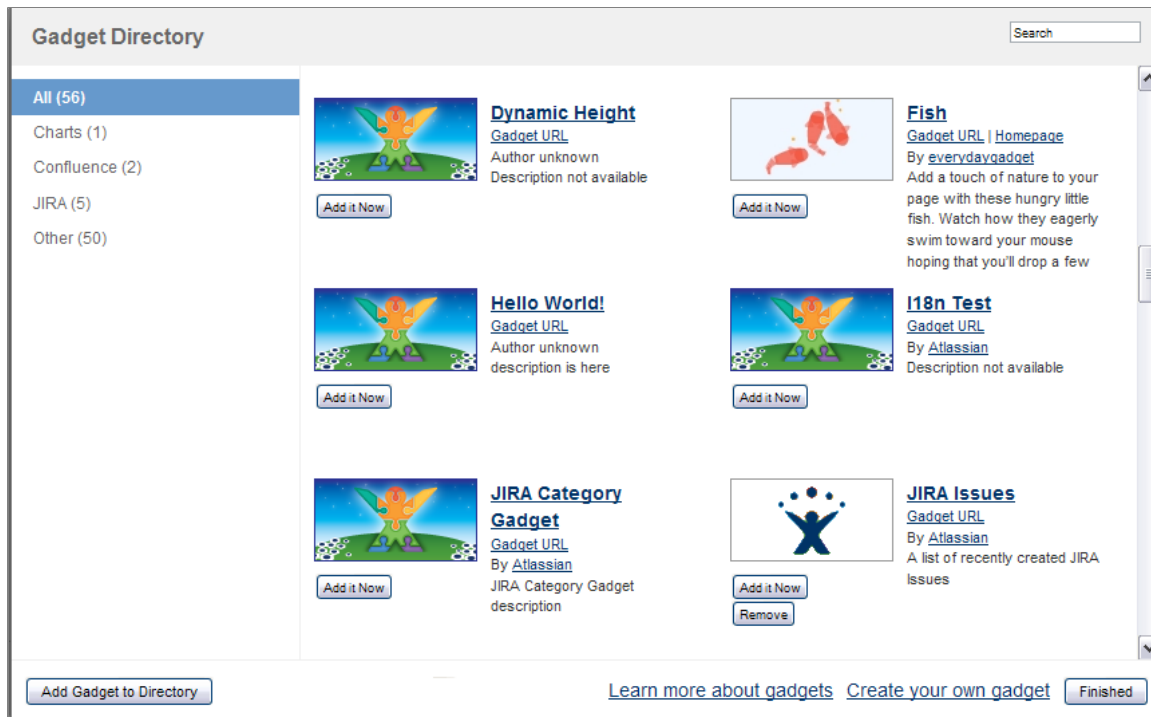 Gadget Directory
Search
All (56)
Charts (1)
Confluence (2)
JIRA (5)
Other (50)
Dynamic Height
Gadget URL
Author unknown
Description not available
Add it Now
Fish
Gadget URL | Homepage
By everydaygadget
Add a touch of nature to your
page with these hungry little
fish. Watch how they eagerly
swim toward your mouse
hoping that you'll drop a few
Add it Now
Hello World!
Gadget URL
Author unknown
description is here
Add it Now
I18n Test
Gadget URL
By Atlassian
Description not available
Add it Now
JIRA Category
Gadget
Gadget URL
By Atlassian
JIRA Category Gadget
description
Add it Now
JIRA Issues
Gadget URL
By Atlassian
A list of recently created JIRA
Issues
Add it Now
Remove
Add Gadget to Directory
Learn more about gadgets
Create your own gadget
Finished